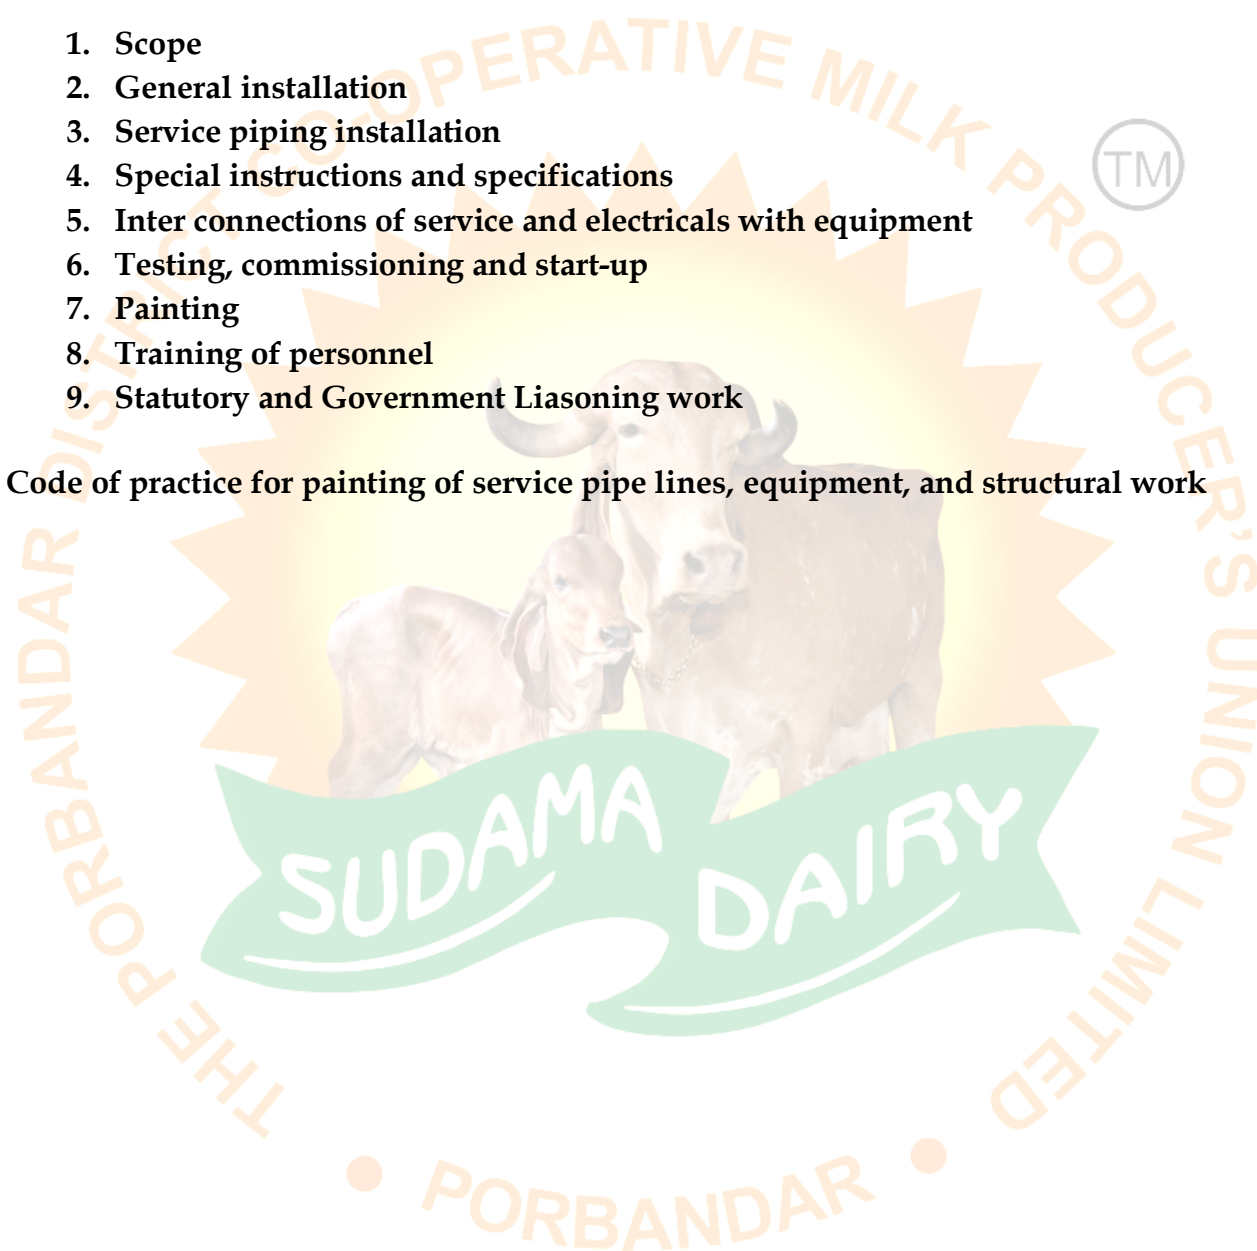 1. Scope
2. General installation
3. Service piping installation
4. Special instructions and specifications
5. Inter connections of service and electricals with equipment
6. Testing, commissioning and start-up
7. Painting
8. Training of personnel
9. Statutory and Government Liasoning work
Code of practice for painting of service pipe lines, equipment, and structural work
THE PORBANDAR DISTRICT CO-OPERATIVE MILK PRODUCER'S UNION LIMITED
TM
SUDAMA DAIRY
• PORBANDAR •